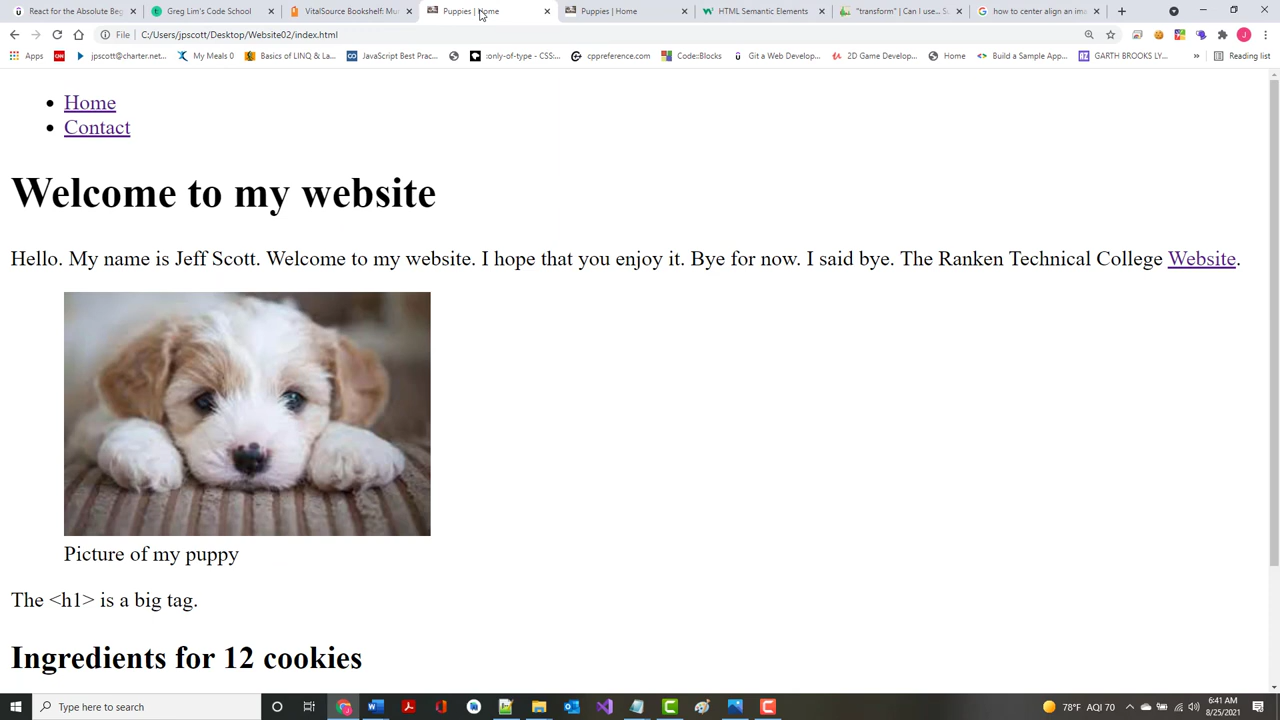 React for the Absolute Beg
Greg Lim's Code School
VitalSource Bookshelf: Mu
Puppies | Home
Puppies | Home
HTML Semantic Elements
"transform" | Can I use... S
how to center align an ima
File
C:/Users/jpscott/Desktop/Website02/index.html
Apps
jpscott@charter.net...
My Meals 0
Basics of LINQ & La...
JavaScript Best Prac...
:only-of-type - CSS:...
cppreference.com
Code::Blocks
Git a Web Develop...
2D Game Develop...
Home
Build a Sample App...
GARTH BROOKS LY...
»
Reading list
• Home
• Contact
Welcome to my website
Hello. My name is Jeff Scott. Welcome to my website. I hope that you enjoy it. Bye for now. I said bye. The Ranken Technical College Website.
Picture of my puppy
The <h1> is a big tag.
Ingredients for 12 cookies
Type here to search
78°F AQI 70
6:41 AM
8/25/2021